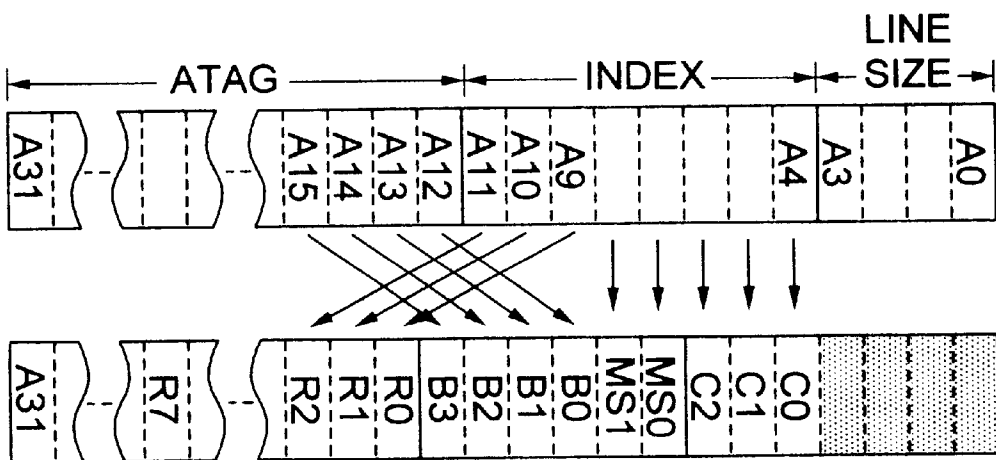 LINE
ATAG INDEX SIZE
A31 A15 A14 A13 A12 A11 A10 A9 A4 A3 A0
A31 R7 R2 R1 R0 B3 B2 B1 B0 MS1 MS0 C2 C1 C0